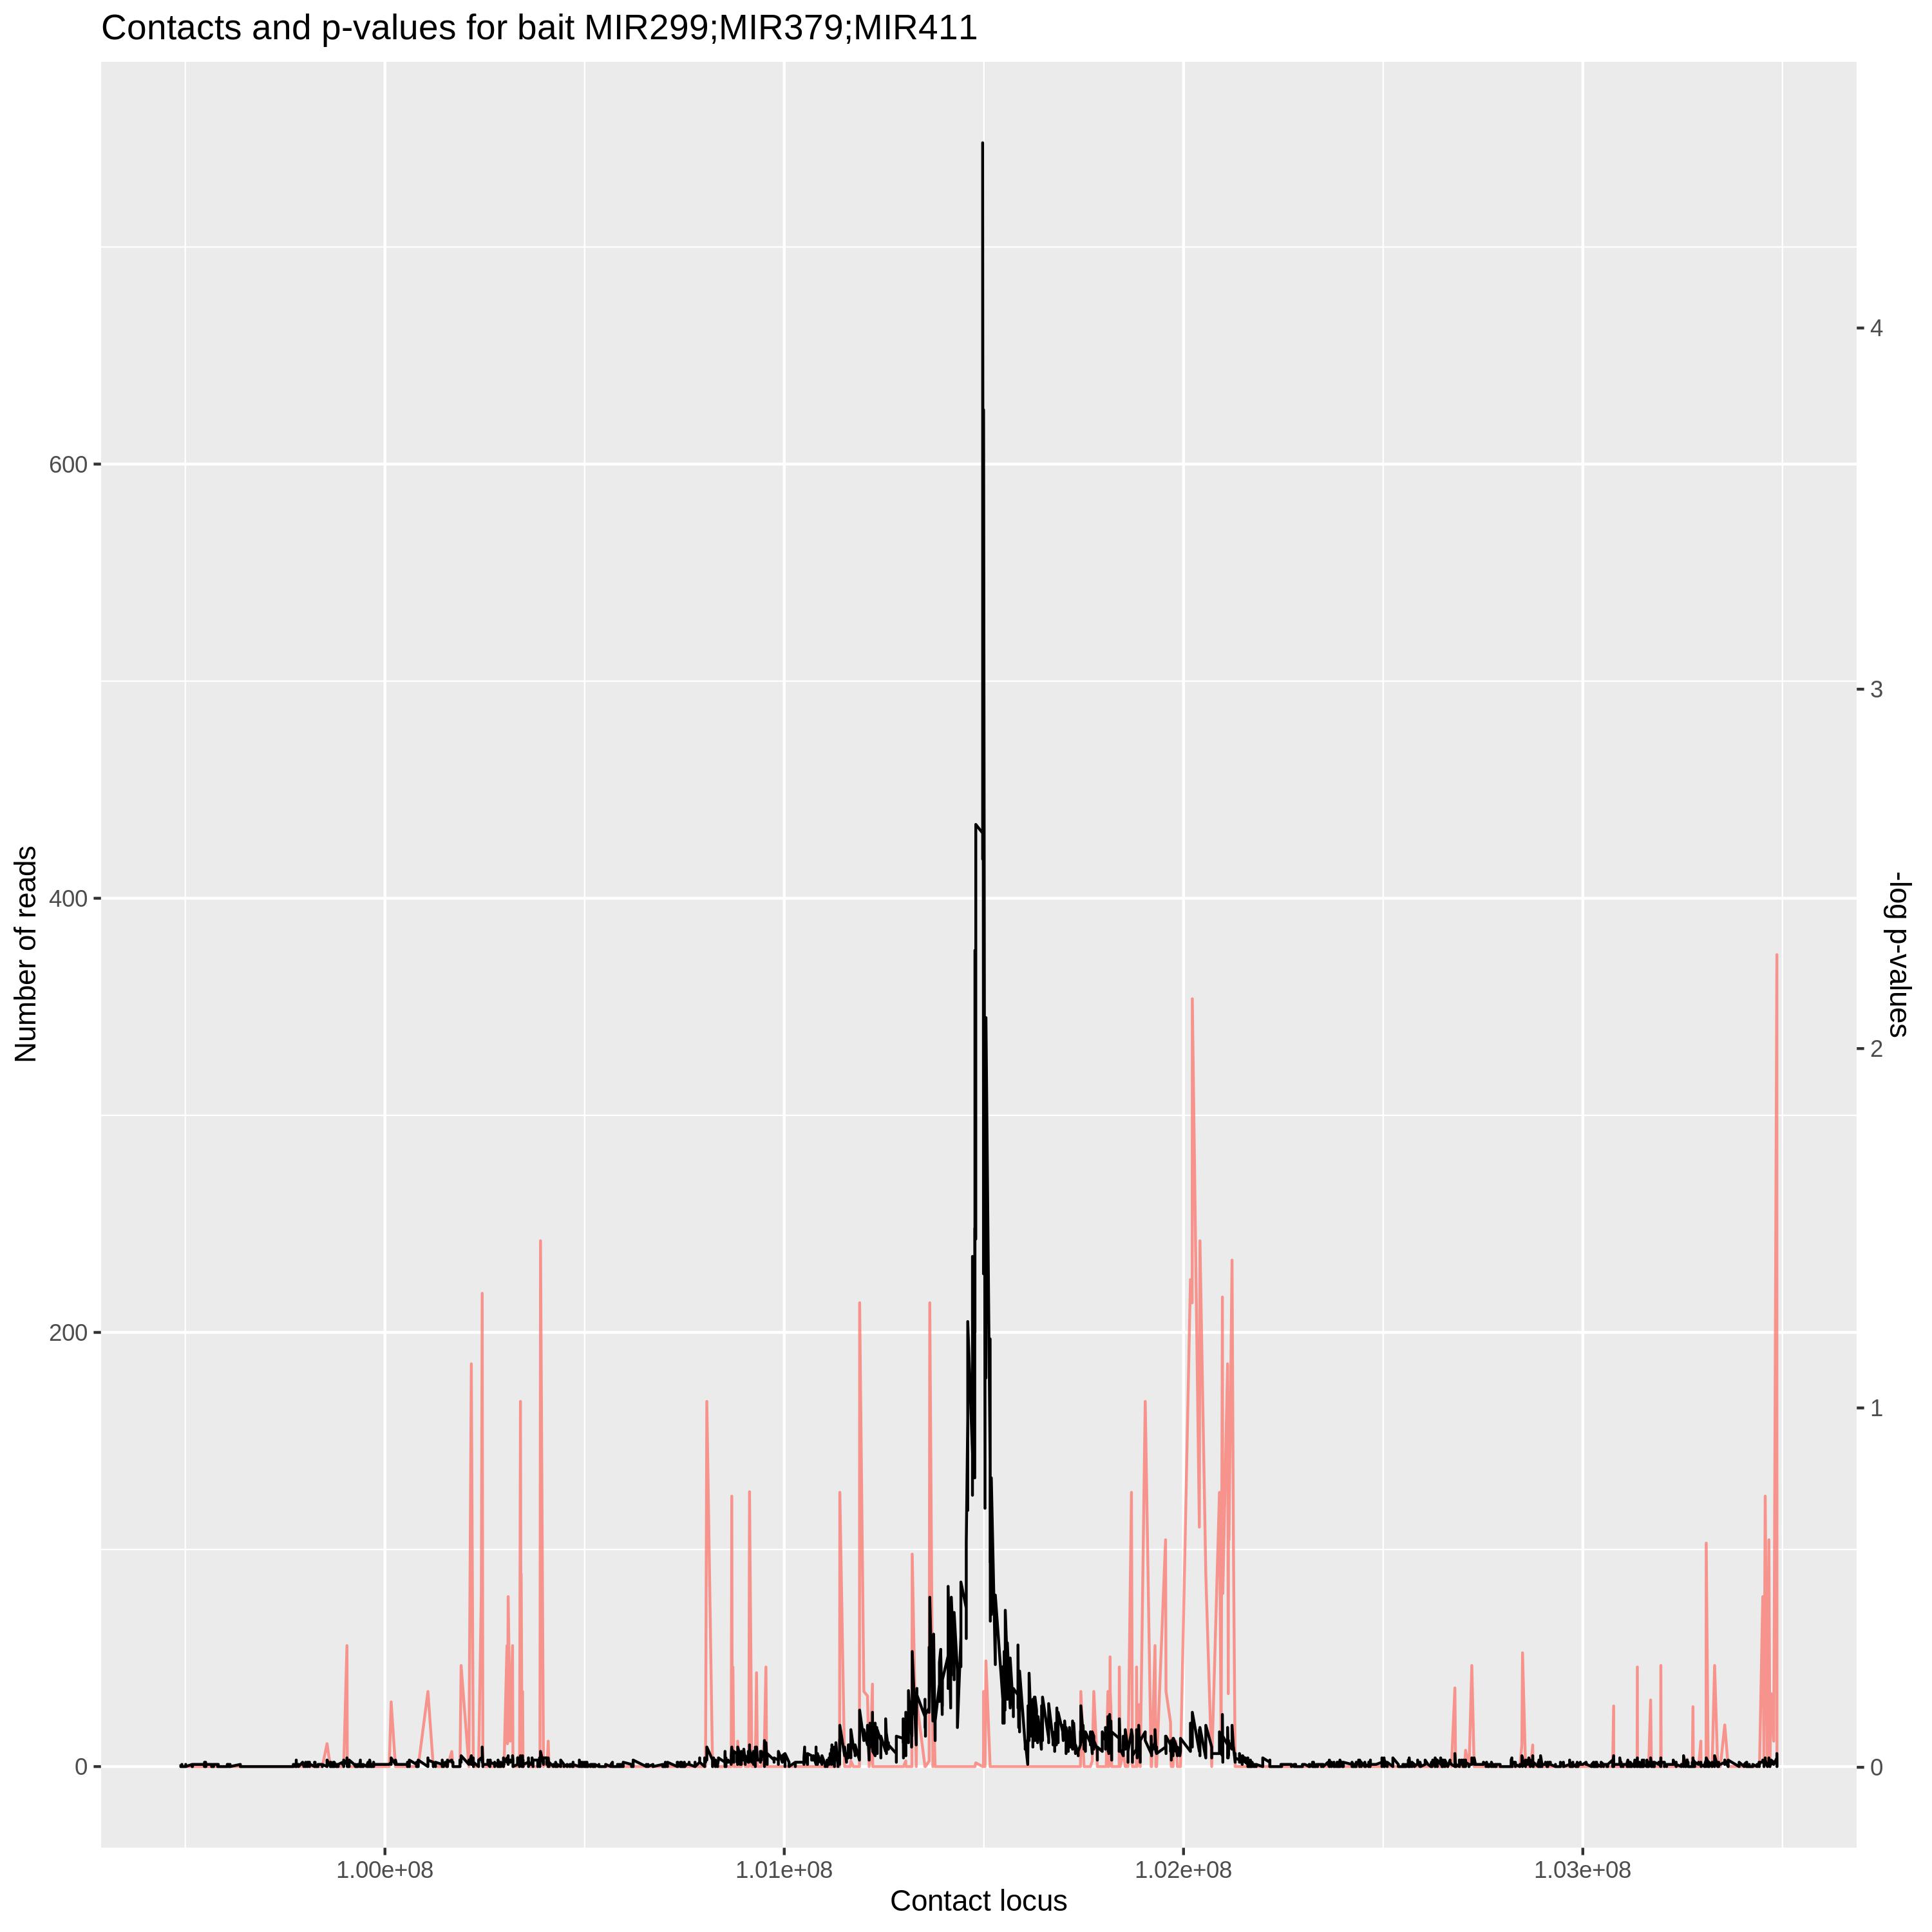 Contacts and p-values for bait MIR299;MIR379;MIR411
Number of reads
600
400
200
0
4
3
2
1
0
-log p-values
1.00e+08
1.01e+08
1.02e+08
1.03e+08
Contact locus